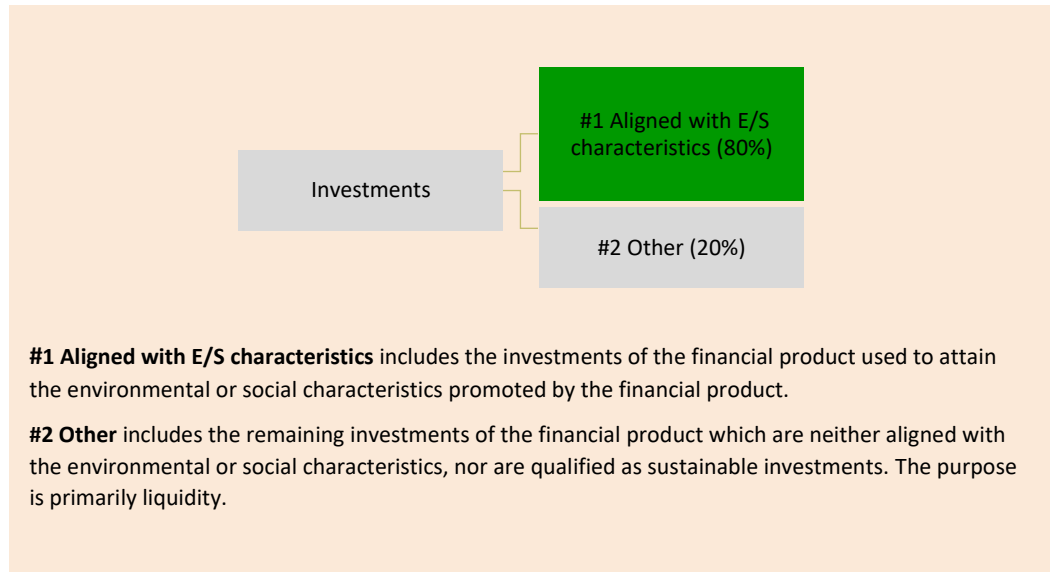 #1 Aligned with E/S
characteristics (80%)
Investments
#2 Other (20%)
#1 Aligned with E/S characteristics includes the investments of the financial product used to attain
the environmental or social characteristics promoted by the financial product.
#2 Other includes the remaining investments of the financial product which are neither aligned with
the environmental or social characteristics, nor are qualified as sustainable investments. The purpose
is primarily liquidity.